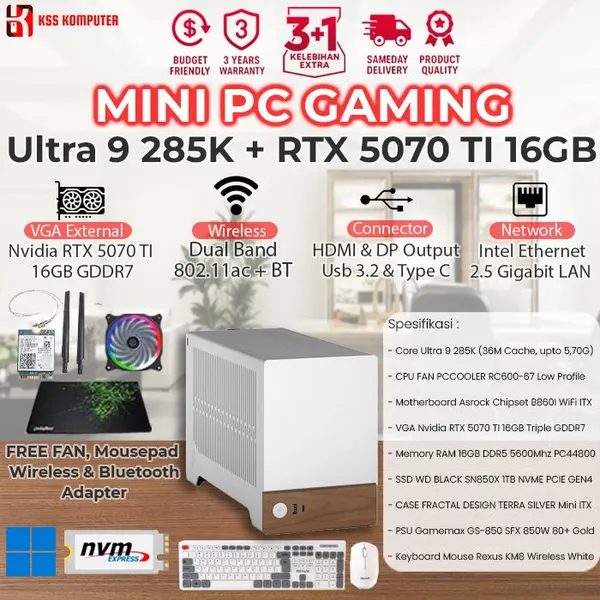 KSS KOMPUTER
BUDGET
FRIENDLY
3 YEARS
WARRANTY
3+1
KELEBIHAN
EXTRA
SAMEDAY
DELIVERY
PRODUCT
QUALITY
MINI PC GAMING
Ultra 9 285K + RTX 5070 TI 16GB
VGA External
Nvidia RTX 5070 TI
16GB GDDR7
Wireless
Dual Band
802.11ac + BT
Connector
HDMI & DP Output
Usb 3.2 & Type C
Network
Intel Ethernet
2.5 Gigabit LAN
FREE FAN, Mousepad
Wireless & Bluetooth
Adapter
Spesifikasi :
- Core Ultra 9 285K (36M Cache, upto 5,70G)
- CPU FAN PCCOOLER RC600-67 Low Profile
- Motherboard Asrock Chipset B860I WiFi ITX
- VGA Nvidia RTX 5070 TI 16GB Triple GDDR7
- Memory RAM 16GB DDR5 5600Mhz PC44800
- SSD WD BLACK SN850X 1TB NVME PCIE GEN4
- CASE FRACTAL DESIGN TERRA SILVER Mini ITX
- PSU Gamemax GS-850 SFX 850W 80+ Gold
- Keyboard Mouse Rexus KM8 Wireless White
nvm
EXPRESS